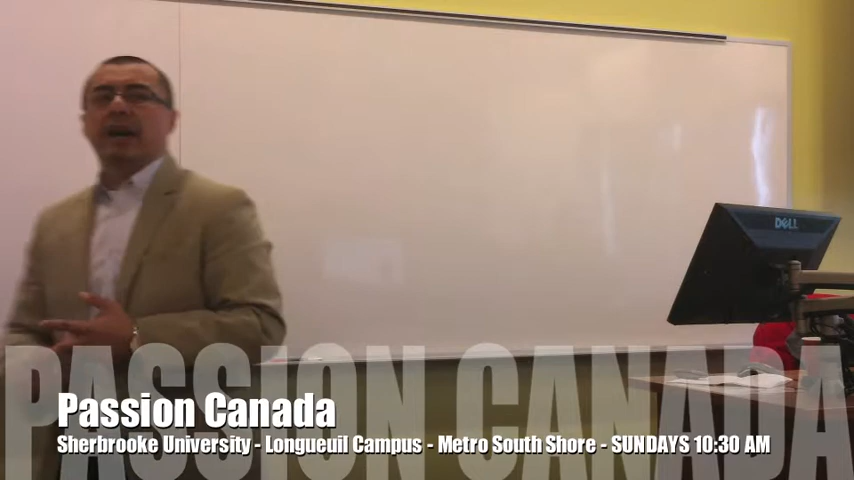 DELL
PASSION CANADA
Passion Canada
Sherbrooke University - Longueuil Campus - Metro South Shore - SUNDAYS 10:30 AM